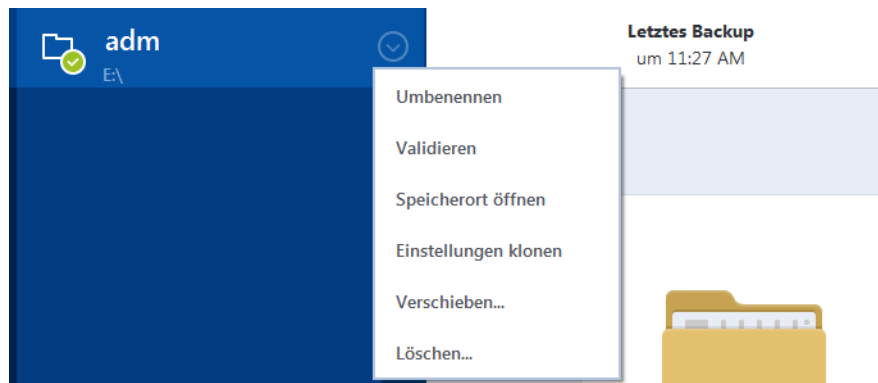 adm
E:\
Letztes Backup
um 11:27 AM
Umbenennen
Validieren
Speicherort öffnen
Einstellungen klonen
Verschieben...
Löschen...